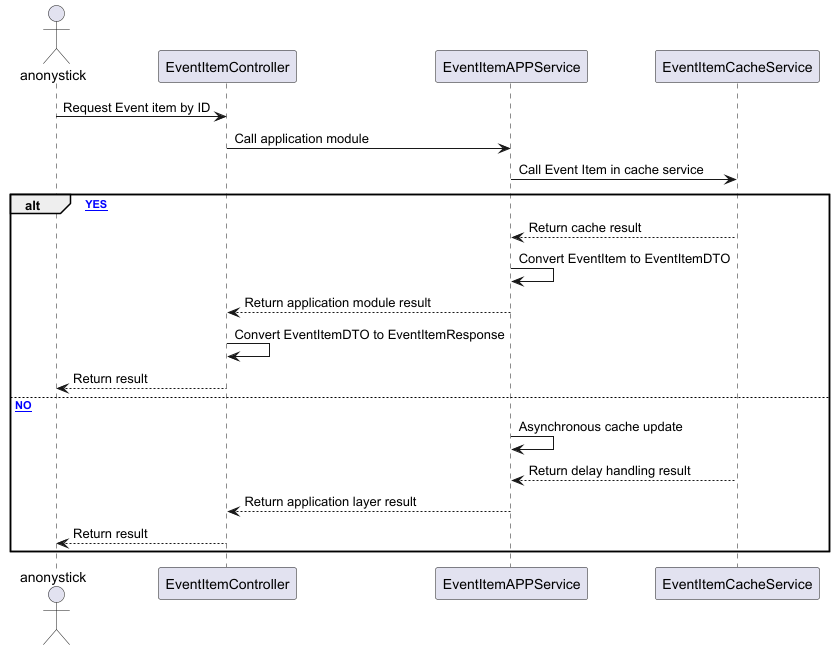 anonystick
EventItemController
EventItemAPPService
EventItemCacheService
Request Event item by ID
Call application module
Call Event Item in cache service
alt
YES
Return cache result
Convert EventItem to EventItemDTO
Return application module result
Convert EventItemDTO to EventItemResponse
Return result
NO
Asynchronous cache update
Return delay handling result
Return application layer result
Return result
anonystick
EventItemController
EventItemAPPService
EventItemCacheService